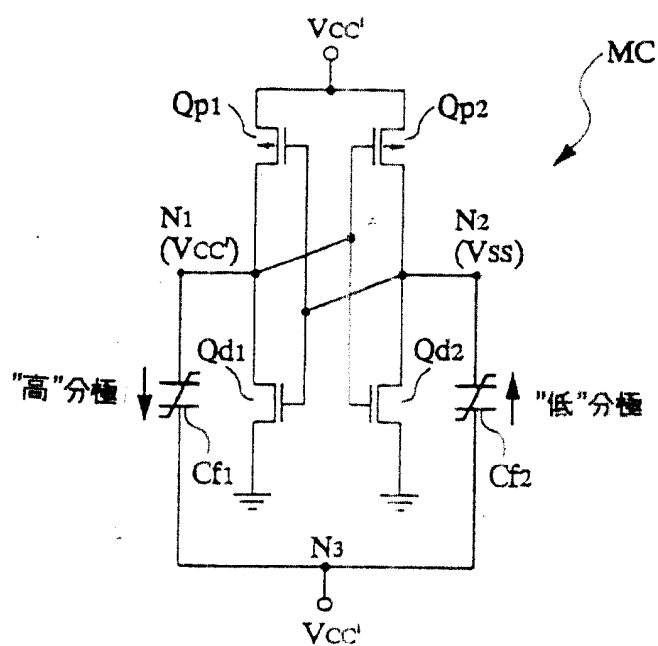 VCC'
MC
Qp1
Qp2
N1
(VCC')
N2
(VSS)
Qd1
Qd2
"高"分極
"低"分極
Cf1
Cf2
N3
VCC'